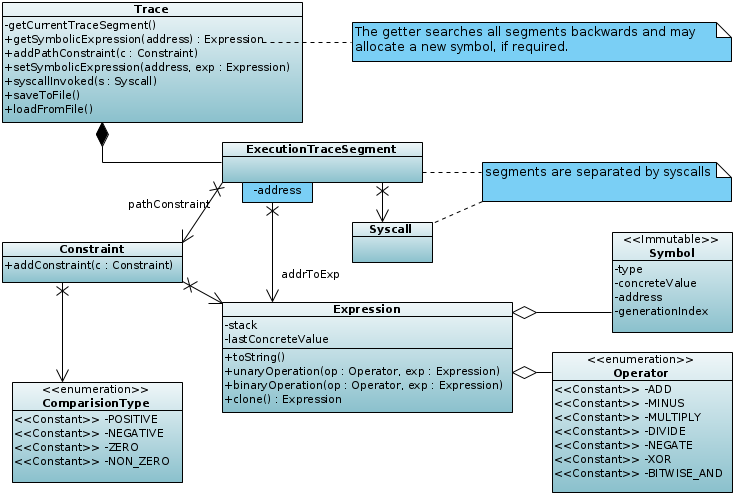 Trace
-getCurrentTraceSegment()
+getSymbolicExpression(address) : Expression
+addPathConstraint(c : Constraint)
+setSymbolicExpression(address, exp : Expression)
+syscallInvoked(s : Syscall)
+saveToFile()
+loadFromFile()
The getter searches all segments backwards and may
allocate a new symbol, if required.
ExecutionTraceSegment
-address
segments are separated by syscalls
pathConstraint
Syscall
Constraint
+addConstraint(c : Constraint)
addrToExp
<<Immutable>>
Symbol
-type
-concreteValue
-address
-generationIndex
Expression
-stack
-lastConcreteValue
+toString()
+unaryOperation(op : Operator, exp : Expression)
+binaryOperation(op : Operator, exp : Expression)
+clone() : Expression
<<enumeration>>
ComparisionType
<<Constant>> -POSITIVE
<<Constant>> -NEGATIVE
<<Constant>> -ZERO
<<Constant>> -NON_ZERO
<<enumeration>>
Operator
<<Constant>> -ADD
<<Constant>> -MINUS
<<Constant>> -MULTIPLY
<<Constant>> -DIVIDE
<<Constant>> -NEGATE
<<Constant>> -XOR
<<Constant>> -BITWISE_AND